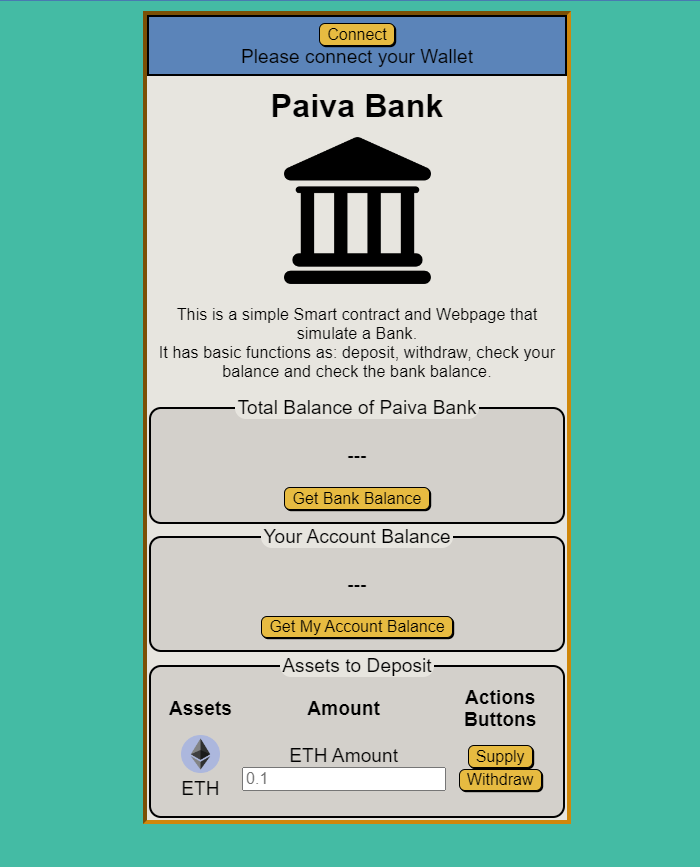 Connect
Please connect your Wallet
Paiva Bank
This is a simple Smart contract and Webpage that
simulate a Bank.
It has basic functions as: deposit, withdraw, check your
balance and check the bank balance.
Total Balance of Paiva Bank
---
Get Bank Balance
Your Account Balance
---
Get My Account Balance
Assets to Deposit
Assets
Amount
Actions
Buttons
ETH
ETH Amount
0.1
Supply
Withdraw